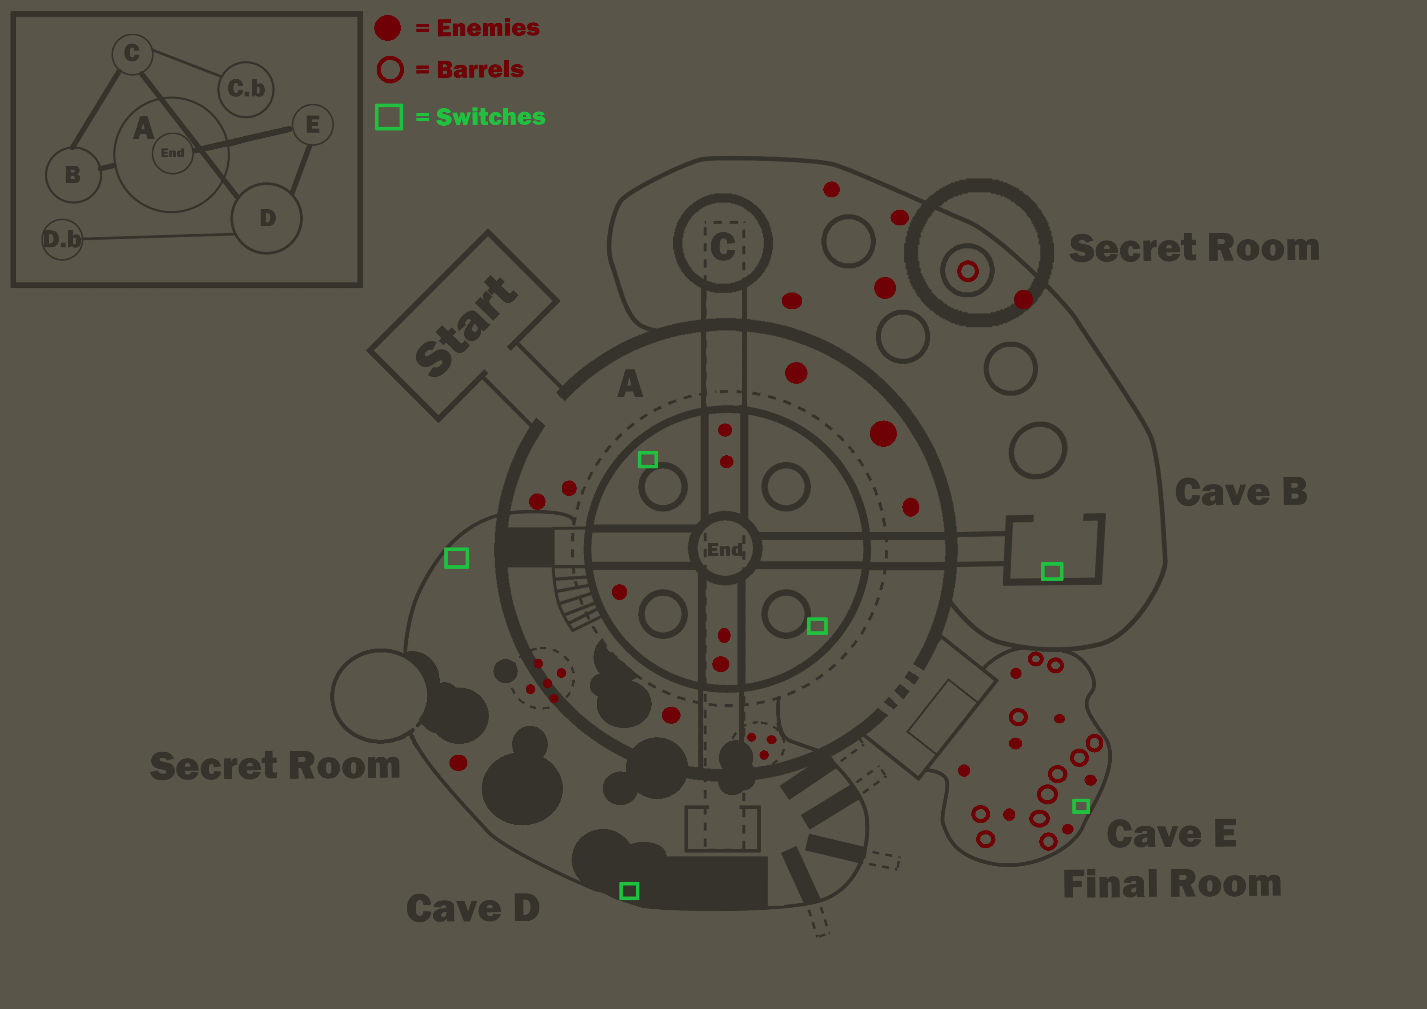 C
C.b
A
E
End
B
D
D.b
= Enemies
= Barrels
= Switches
C
Secret Room
Start
A
Cave B
End
Secret Room
Cave E
Final Room
Cave D